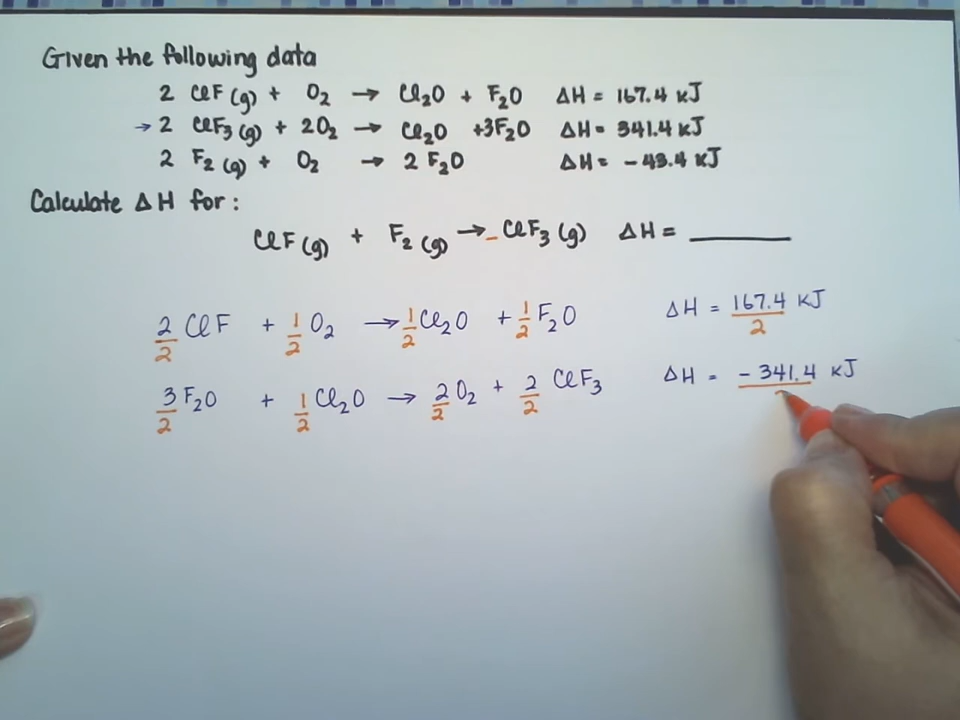 Given the following data
2 ClF (g) + O₂ → Cl₂O + F₂O ΔH = 167.4 kJ
→ 2 ClF₃ (g) + 2O₂ → Cl₂O +3F₂O ΔH = 341.4 kJ
2 F₂ (g) + O₂ → 2 F₂O ΔH = -43.4 kJ
Calculate ΔH for:
ClF (g) + F₂ (g) → _ ClF₃ (g) ΔH = ______
2/2 ClF + 1/2 O₂ → 1/2 Cl₂O + 1/2 F₂O ΔH = 167.4/2 kJ
3/2 F₂O + 1/2 Cl₂O → 2/2 O₂ + 2/2 ClF₃ ΔH = -341.4 kJ